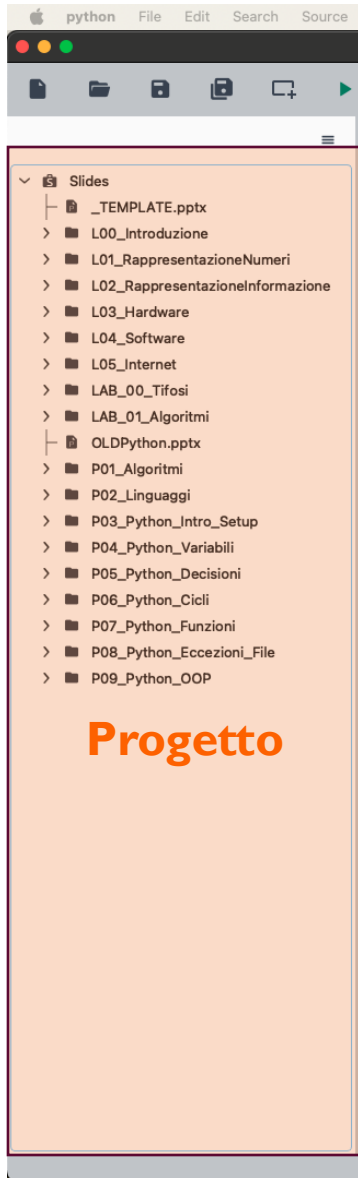 python File Edit Search Source
Slides
_TEMPLATE.pptx
L00_Introduzione
L01_RappresentazioneNumeri
L02_RappresentazioneInformazione
L03_Hardware
L04_Software
L05_Internet
LAB_00_Tifosi
LAB_01_Algoritmi
OLDPython.pptx
P01_Algoritmi
P02_Linguaggi
P03_Python_Intro_Setup
P04_Python_Variabili
P05_Python_Decisioni
P06_Python_Cicli
P07_Python_Funzioni
P08_Python_Eccezioni_File
P09_Python_OOP
Progetto